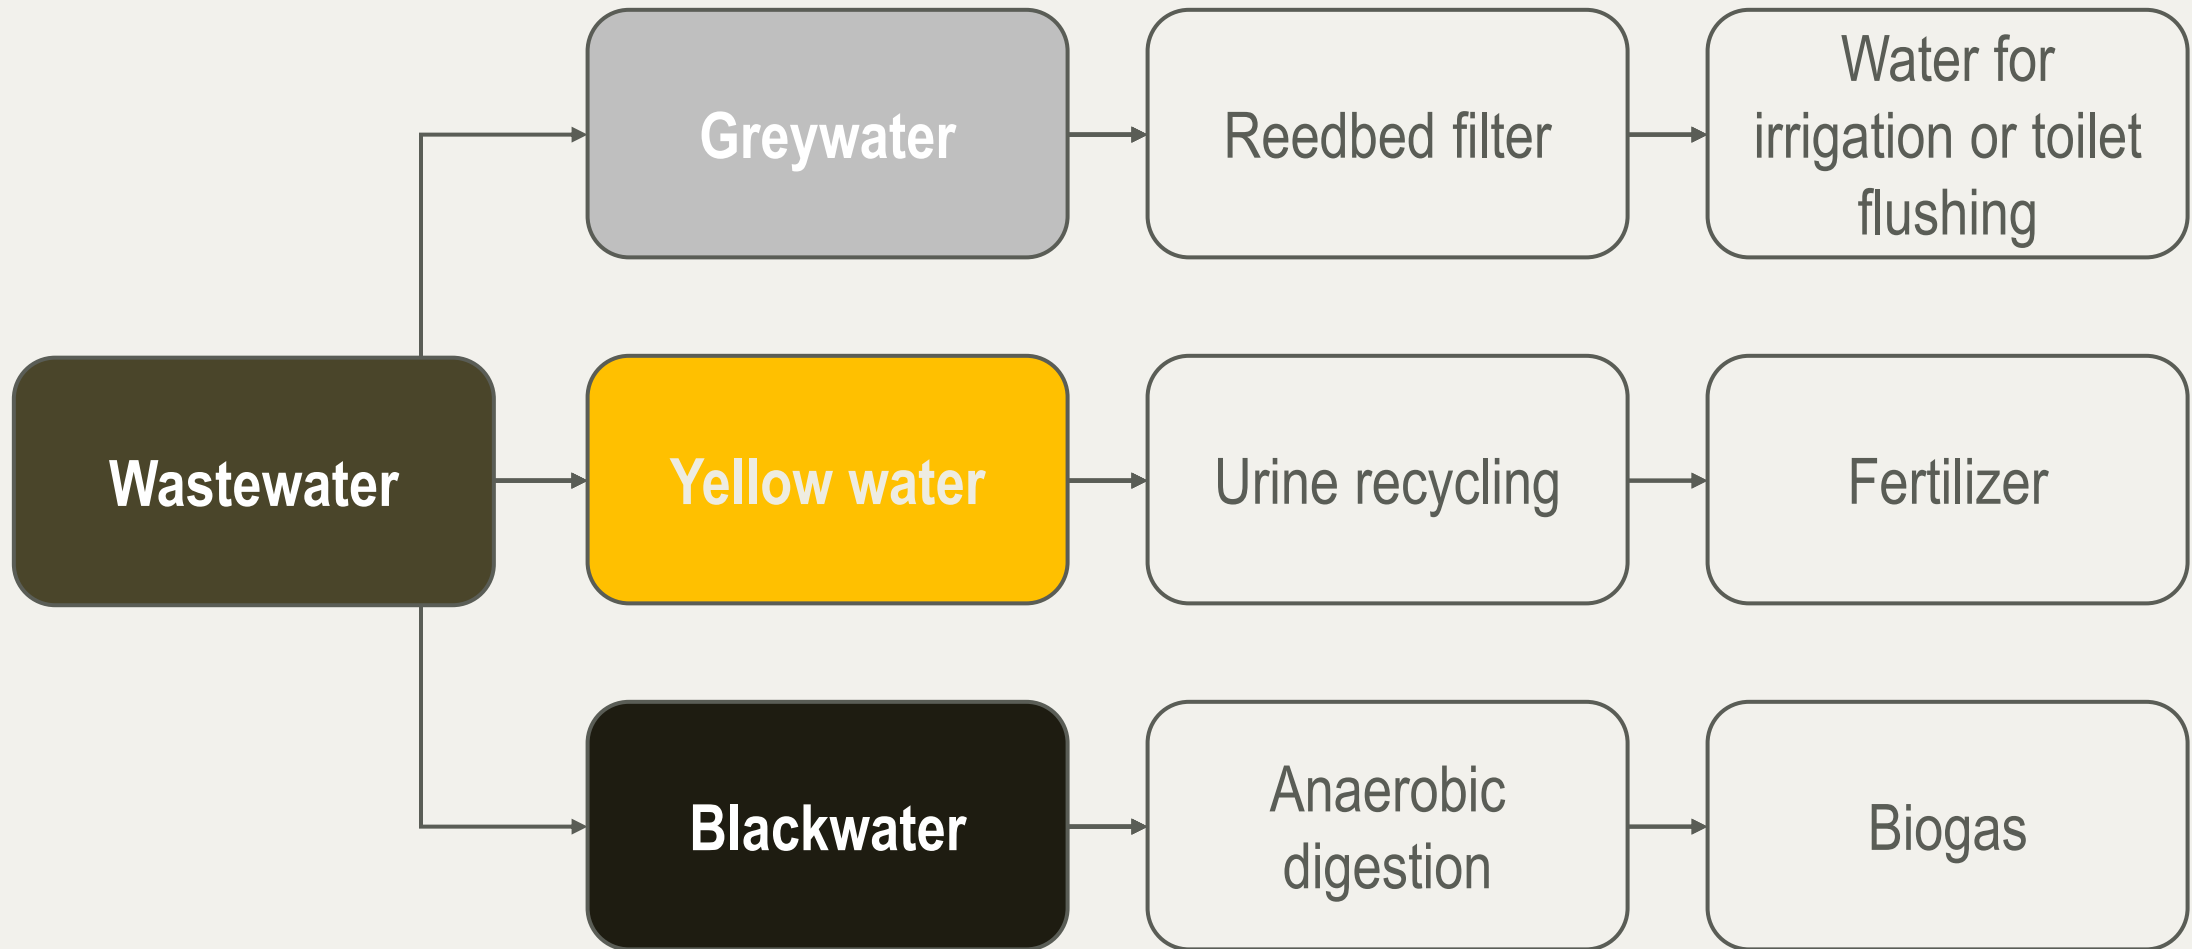 Greywater
Reedbed filter
Water for
irrigation or toilet
flushing
Wastewater
Yellow water
Urine recycling
Fertilizer
Blackwater
Anaerobic
digestion
Biogas